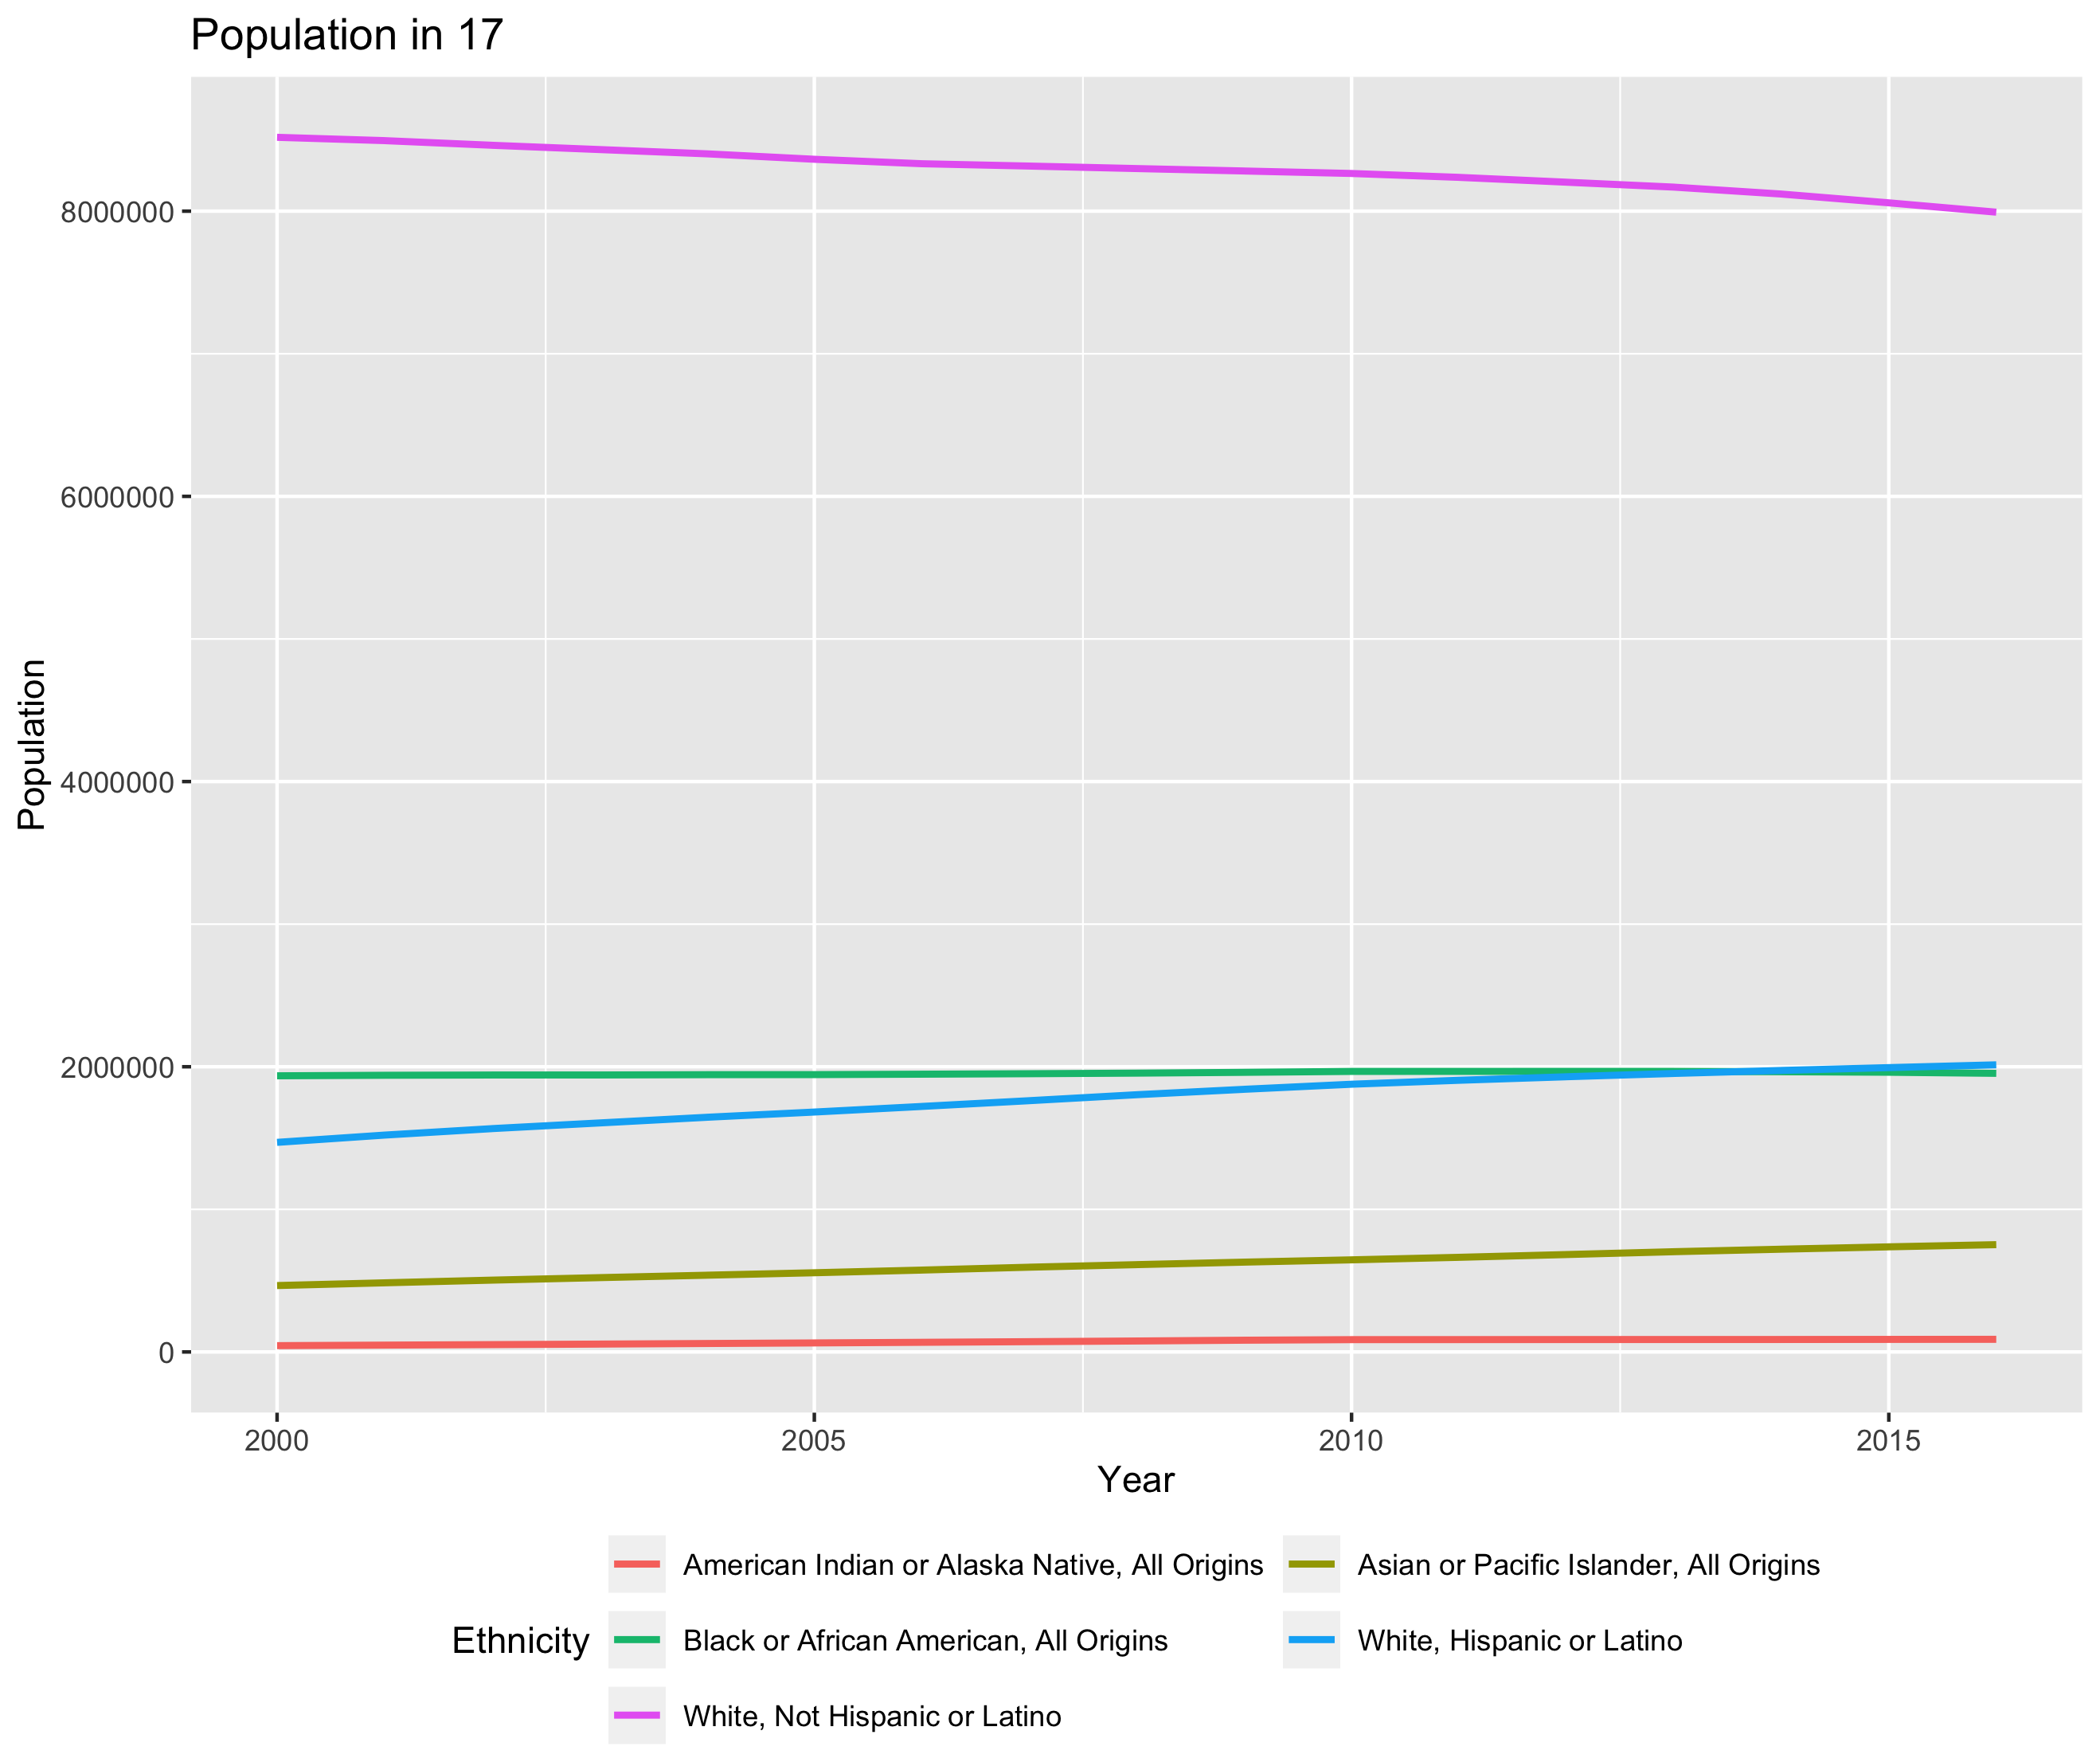 Population in 17
Population
8000000
6000000
4000000
2000000
0
2000 2005 2010 2015
Year
Ethnicity
American Indian or Alaska Native, All Origins
Asian or Pacific Islander, All Origins
Black or African American, All Origins
White, Hispanic or Latino
White, Not Hispanic or Latino